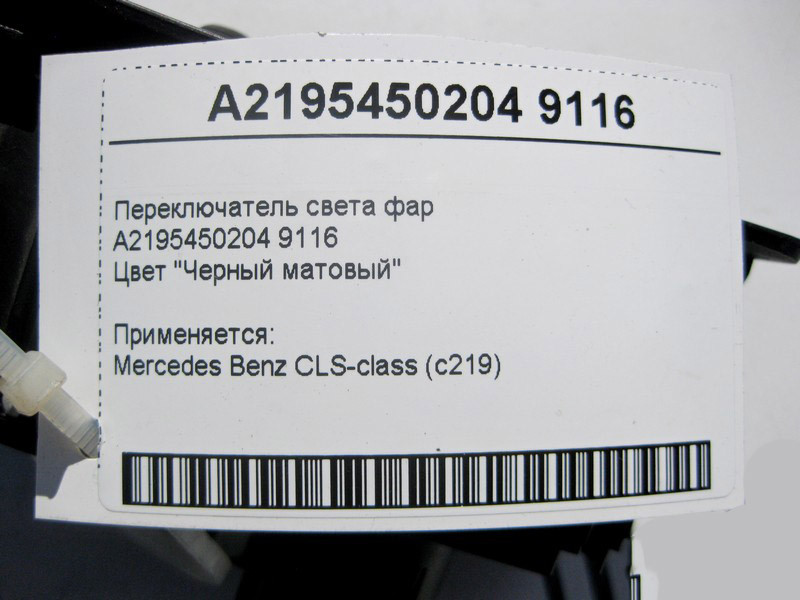 A2195450204 9116
Переключатель света фар
A2195450204 9116
Цвет "Черный матовый"
Применяется:
Mercedes Benz CLS-class (c219)